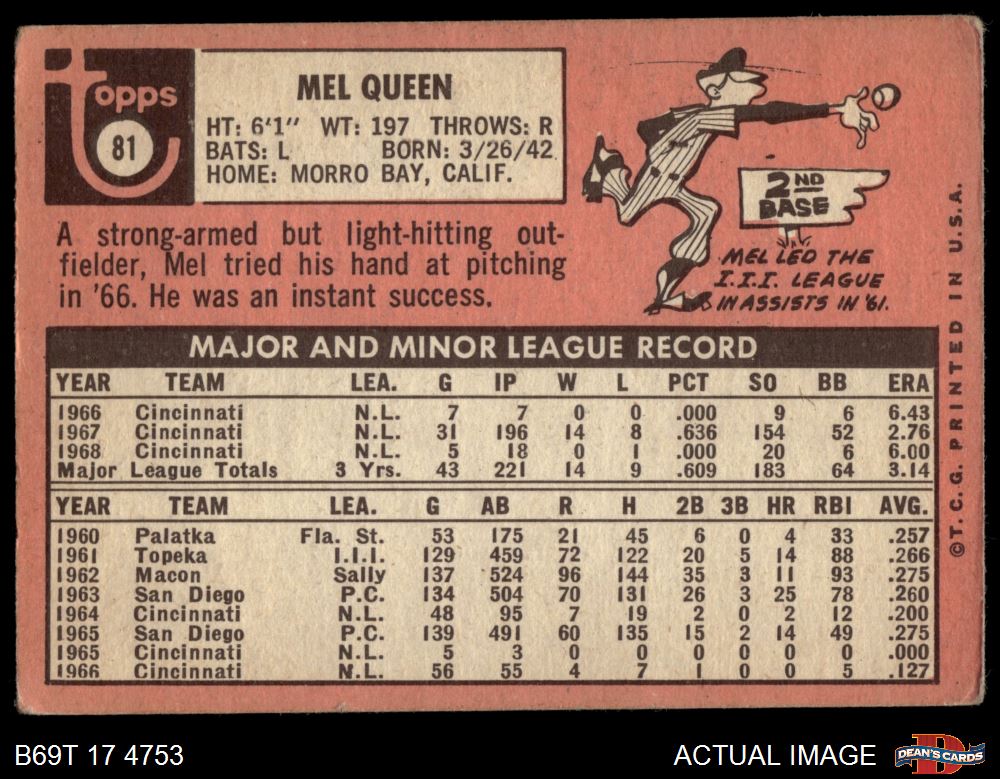 topps
81
MEL QUEEN
HT: 6'1" WT: 197 THROWS: R
BATS: L BORN: 3/26/42
HOME: MORRO BAY, CALIF.
A strong-armed but light-hitting out-
fielder, Mel tried his hand at pitching
in '66. He was an instant success.
2ND
BASE
MEL LED THE
I.I.I. LEAGUE
IN ASSISTS IN '61.
MAJOR AND MINOR LEAGUE RECORD
YEAR TEAM LEA. G IP W L PCT SO BB ERA
1966 Cincinnati N.L. 7 7 0 0 .000 9 6 6.43
1967 Cincinnati N.L. 31 196 14 8 .636 154 52 2.76
1968 Cincinnati N.L. 5 18 0 1 .000 20 6 6.00
Major League Totals 3 Yrs. 43 221 14 9 .609 183 64 3.14
YEAR TEAM LEA. G AB R H 2B 3B HR RBI AVG.
1960 Palatka Fla. St. 53 175 21 45 6 0 4 33 .257
1961 Topeka I.I.I. 129 459 72 122 20 5 14 88 .266
1962 Macon Sally 137 524 96 144 35 3 11 93 .275
1963 San Diego P.C. 134 504 70 131 26 3 25 78 .260
1964 Cincinnati N.L. 48 95 7 19 2 0 2 12 .200
1965 San Diego P.C. 139 491 60 135 15 2 14 49 .275
1965 Cincinnati N.L. 5 3 0 0 0 0 0 0 .000
1966 Cincinnati N.L. 56 55 4 7 1 0 0 5 .127
©T.C.G. PRINTED IN U.S.A.
B69T 17 4753
ACTUAL IMAGE
D
DEAN'S CARDS